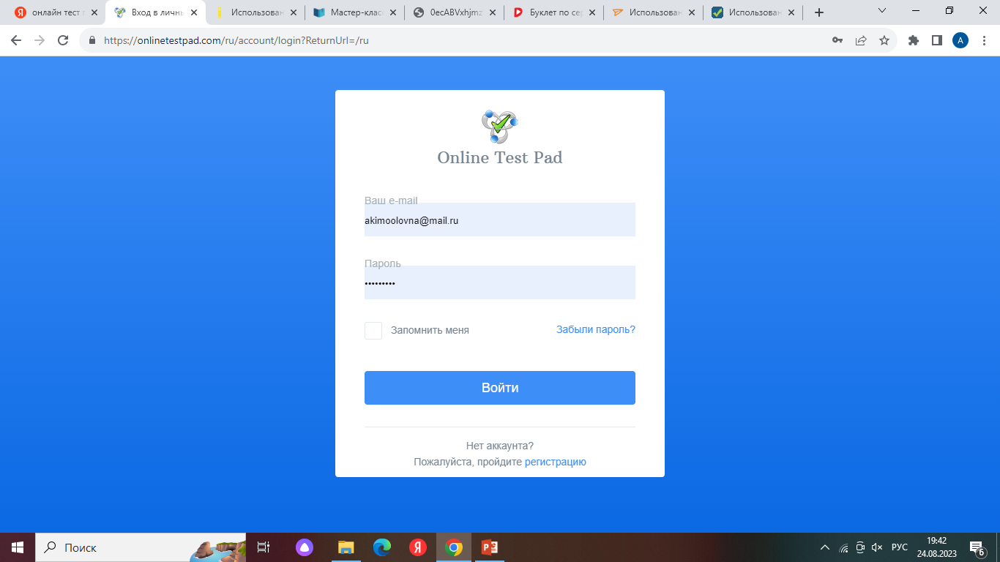 онлайн тест п
Вход в личны
Использован
Мастер-клас
0ecABVxhjmz
Буклет по се
Использован
Использован
https://onlinetestpad.com/ru/account/login?ReturnUrl=/ru
A
Online Test Pad
Ваш e-mail
akimoolovna@mail.ru
Пароль
•••••••••
Запомнить меня
Забыли пароль?
Войти
Нет аккаунта?
Пожалуйста, пройдите регистрацию
Поиск
РУС
19:42
24.08.2023
6